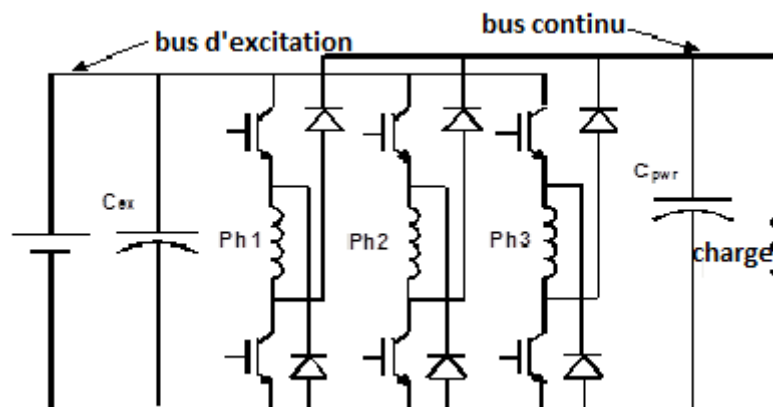 bus continu
bus d'excitation
Cex
Ph1
Ph2
Ph3
Cpwr
charge